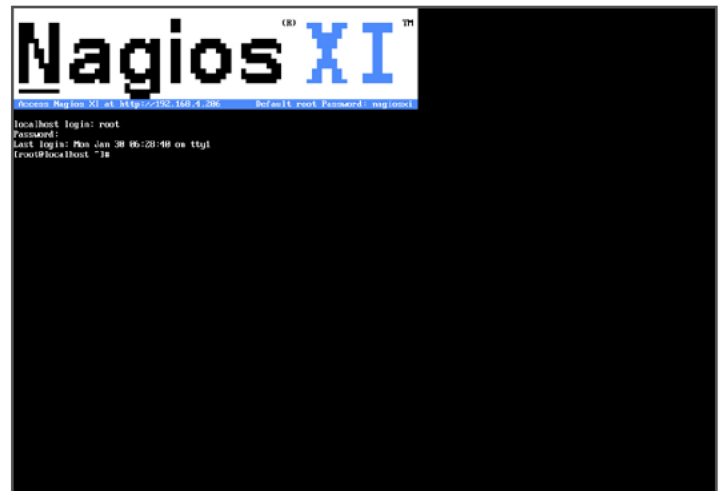 Nagios (R) XI TM
Access Nagios XI at http://192.168.4.206 Default root Password: nagiosxi
localhost login: root
Password:
Last login: Mon Jan 30 06:28:40 on tty1
[root@localhost ~]#